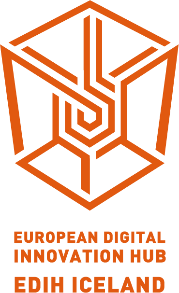 EUROPEAN DIGITAL
INNOVATION HUB
EDIH ICELAND